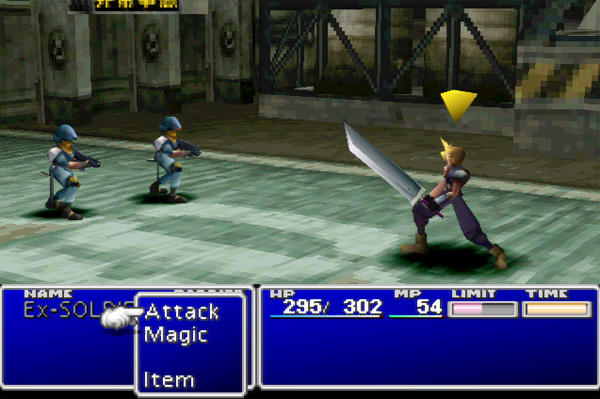 NAME
Ex-SOLDI
Attack
Magic
Item
HP
295/ 302
MP
54
LIMIT
TIME